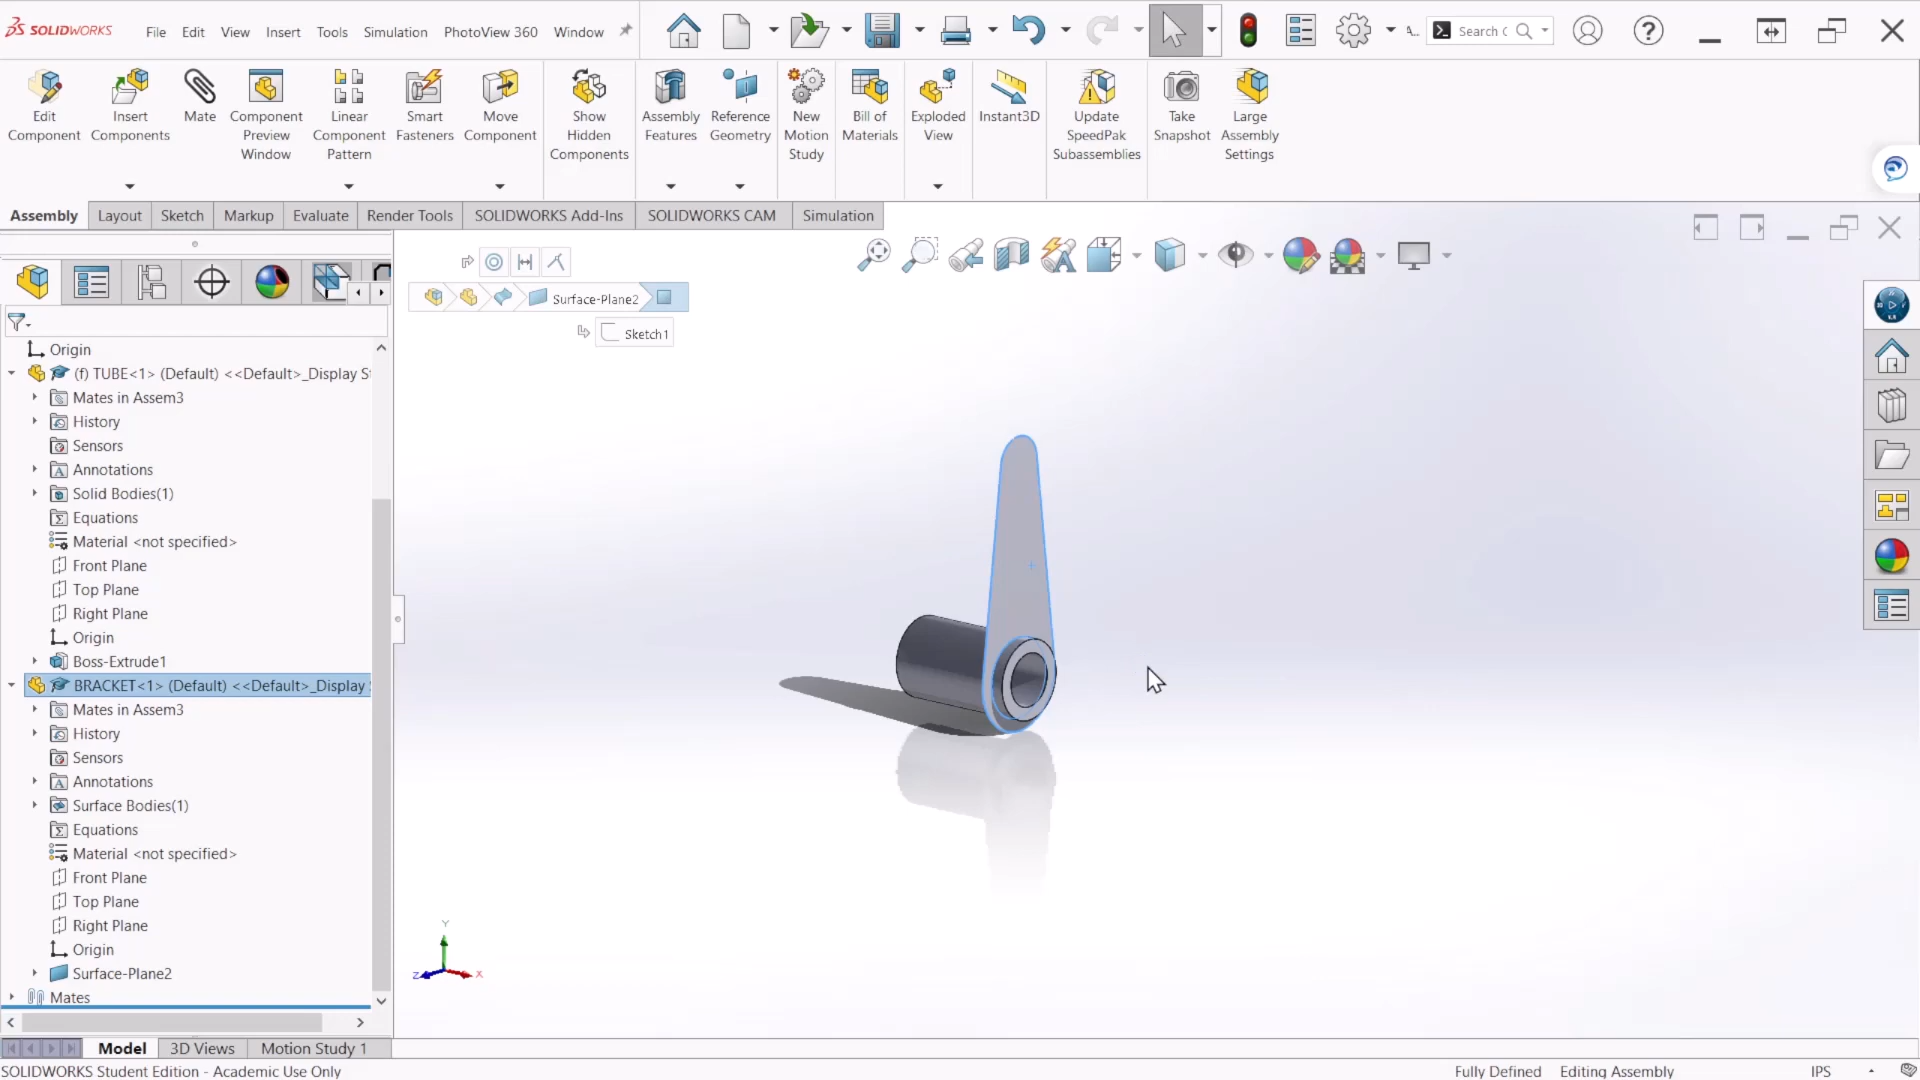 SOLIDWORKS File Edit View Insert Tools Simulation PhotoView 360 Window A... Search C
Edit Component
Insert Components
Mate
Component Preview Window
Linear Component Pattern
Smart Fasteners
Move Component
Show Hidden Components
Assembly Features
Reference Geometry
New Motion Study
Bill of Materials
Exploded View
Instant3D
Update SpeedPak Subassemblies
Take Snapshot
Large Assembly Settings
Assembly Layout Sketch Markup Evaluate Render Tools SOLIDWORKS Add-Ins SOLIDWORKS CAM Simulation
Surface-Plane2
Sketch1
Origin
(f) TUBE<1> (Default) <<Default>_Display S
Mates in Assem3
History
Sensors
Annotations
Solid Bodies(1)
Equations
Material <not specified>
Front Plane
Top Plane
Right Plane
Origin
Boss-Extrude1
BRACKET<1> (Default) <<Default>_Display
Mates in Assem3
History
Sensors
Annotations
Surface Bodies(1)
Equations
Material <not specified>
Front Plane
Top Plane
Right Plane
Origin
Surface-Plane2
Mates
Y
Z X
Model 3D Views Motion Study 1
SOLIDWORKS Student Edition - Academic Use Only Fully Defined Editing Assembly IPS